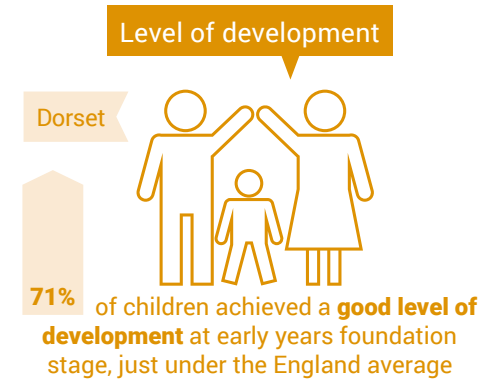 Level of development
Dorset
71% of children achieved a good level of
development at early years foundation
stage, just under the England average